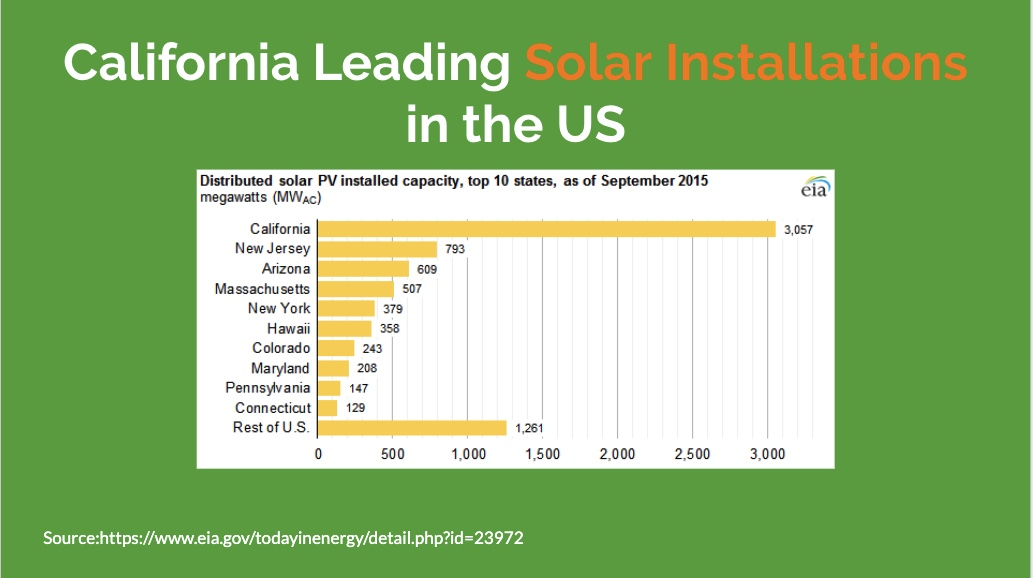 California Leading Solar Installations
in the US
Distributed solar PV installed capacity, top 10 states, as of September 2015
megawatts (MWAC)
eia
California 3,057
New Jersey 793
Arizona 609
Massachusetts 507
New York 379
Hawaii 358
Colorado 243
Maryland 208
Pennsylvania 147
Connecticut 129
Rest of U.S. 1,261
0 500 1,000 1,500 2,000 2,500 3,000
Source:https://www.eia.gov/todayinenergy/detail.php?id=23972